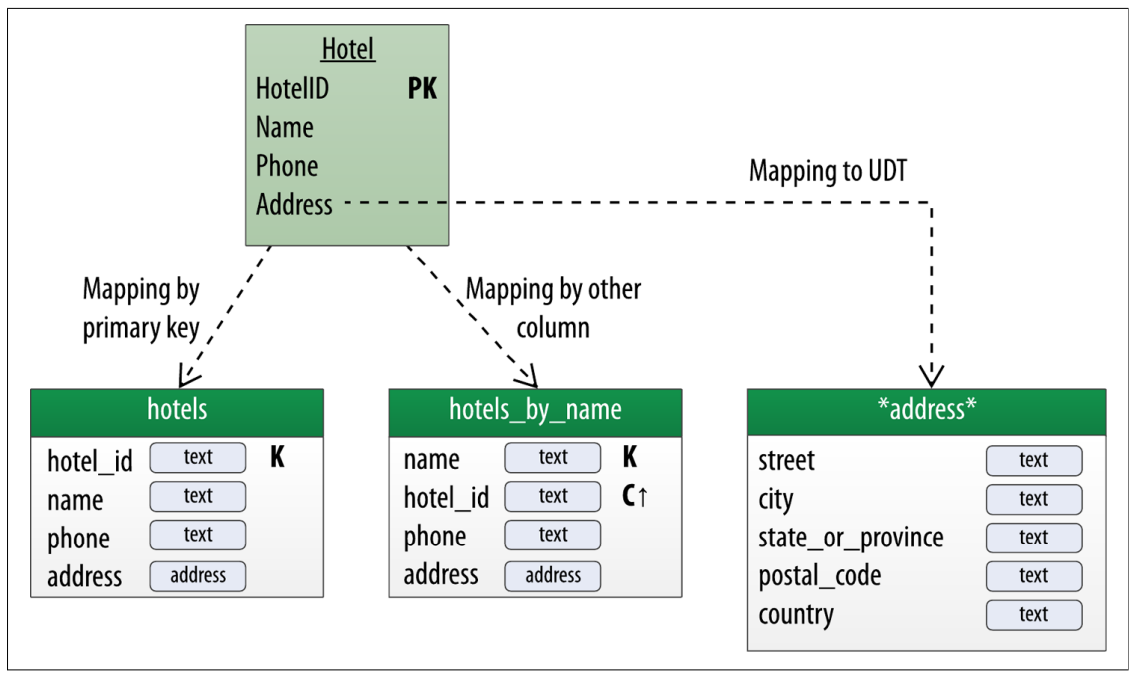 Hotel
HotelID PK
Name
Phone
Address
Mapping to UDT
Mapping by
primary key
Mapping by other
column
hotels
hotel_id text K
name text
phone text
address address
hotels_by_name
name text K
hotel_id text C↑
phone text
address address
*address*
street text
city text
state_or_province text
postal_code text
country text